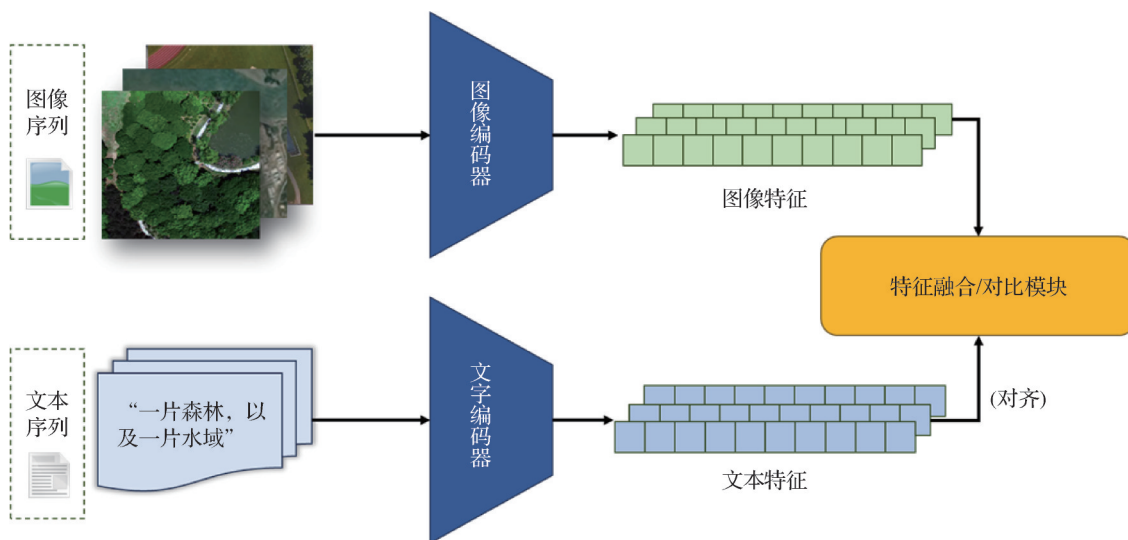 图像
序列
图像编码器
图像特征
特征融合/对比模块
文本
序列
“一片森林，以
及一片水域”
文字编码器
(对齐)
文本特征